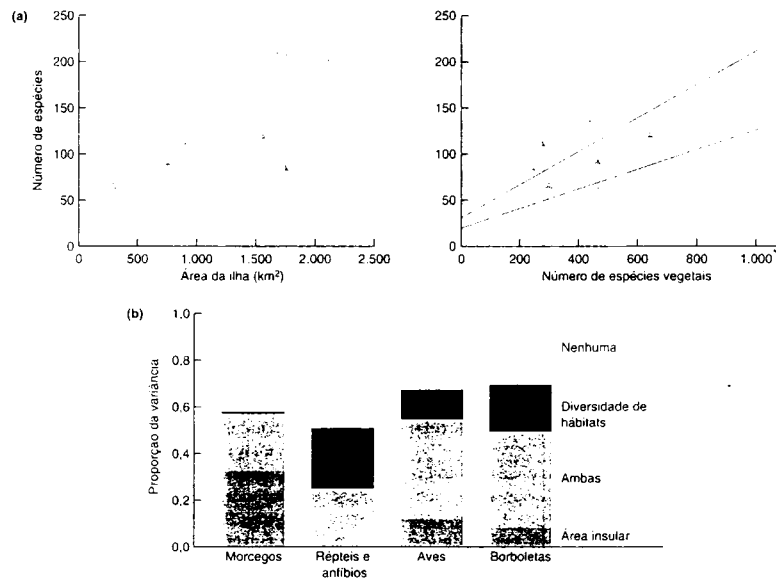 (a)
Número de espécies
250
200
150
100
50
0
0 500 1.000 1.500 2.000 2.500
Área da ilha (km²)
250
200
150
100
50
0
0 200 400 600 800 1.000
Número de espécies vegetais
(b)
Proporção da variância
1.0
0.8
0.6
0.4
0.2
0.0
Morcegos
Répteis e
anfíbios
Aves
Borboletas
Nenhuma
Diversidade de
hábitats
Ambas
Área insular